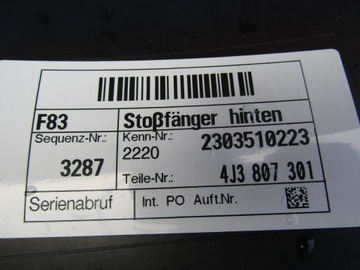 F83 Stoßfänger hinten
Sequenz-Nr.: Kenn-Nr.: 2303510223
3287 2220
Teile-Nr.: 4J3 807 301
Serienabruf Int. PO Auft.Nr.